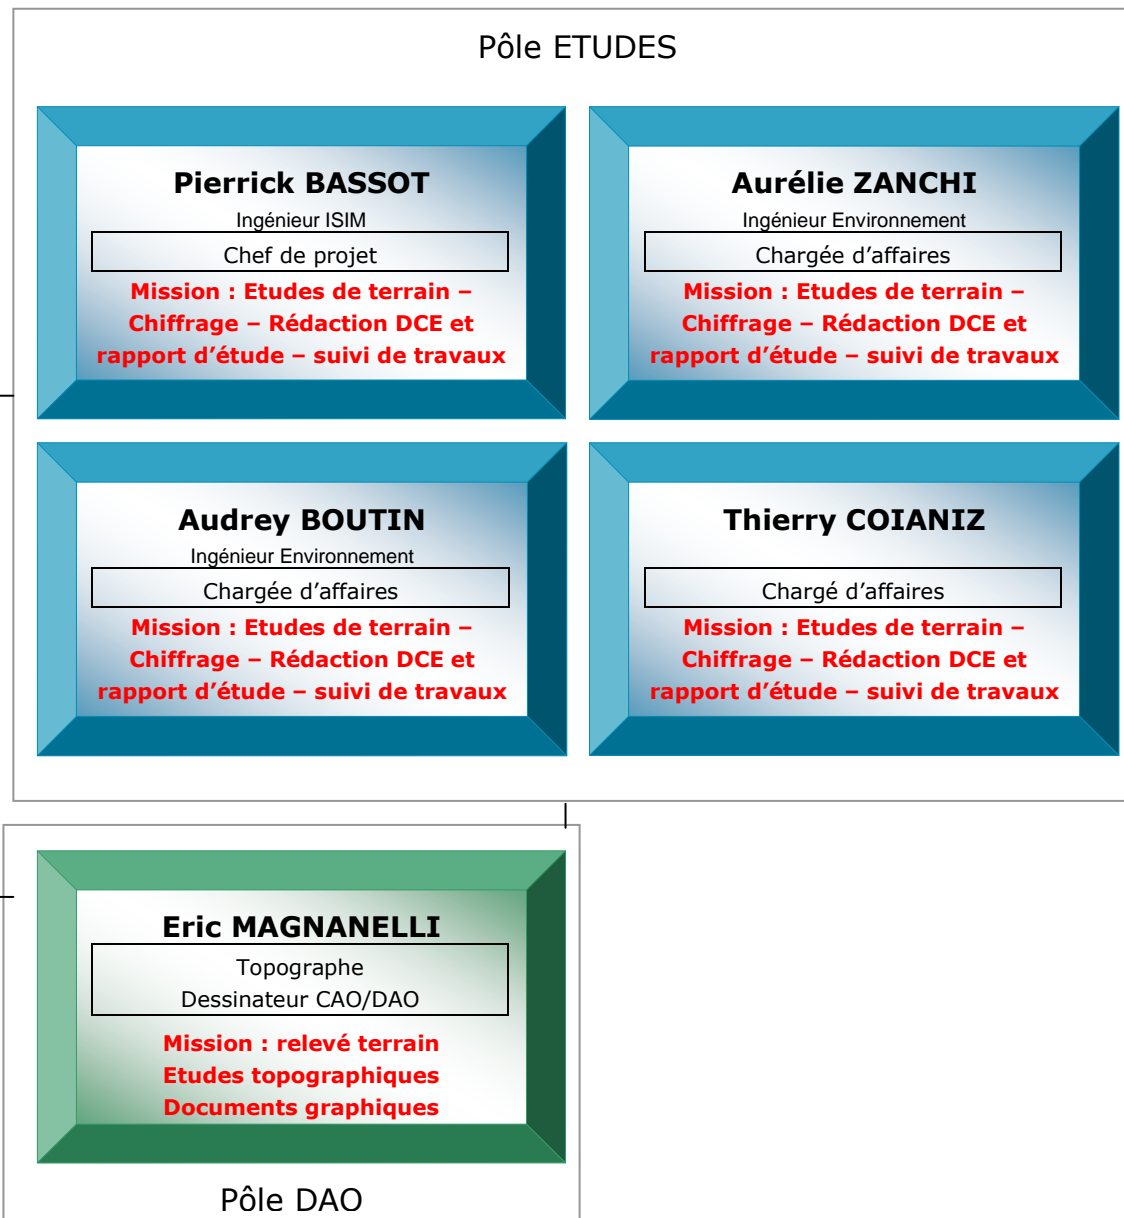 Pôle ETUDES
Pierrick BASSOT
Ingénieur ISIM
Chef de projet
Mission : Etudes de terrain –
Chiffrage – Rédaction DCE et
rapport d’étude – suivi de travaux
Aurélie ZANCHI
Ingénieur Environnement
Chargée d’affaires
Mission : Etudes de terrain –
Chiffrage – Rédaction DCE et
rapport d’étude – suivi de travaux
Audrey BOUTIN
Ingénieur Environnement
Chargée d’affaires
Mission : Etudes de terrain –
Chiffrage – Rédaction DCE et
rapport d’étude – suivi de travaux
Thierry COIANIZ
Chargé d’affaires
Mission : Etudes de terrain –
Chiffrage – Rédaction DCE et
rapport d’étude – suivi de travaux
Eric MAGNANELLI
Topographe
Dessinateur CAO/DAO
Mission : relevé terrain
Etudes topographiques
Documents graphiques
Pôle DAO